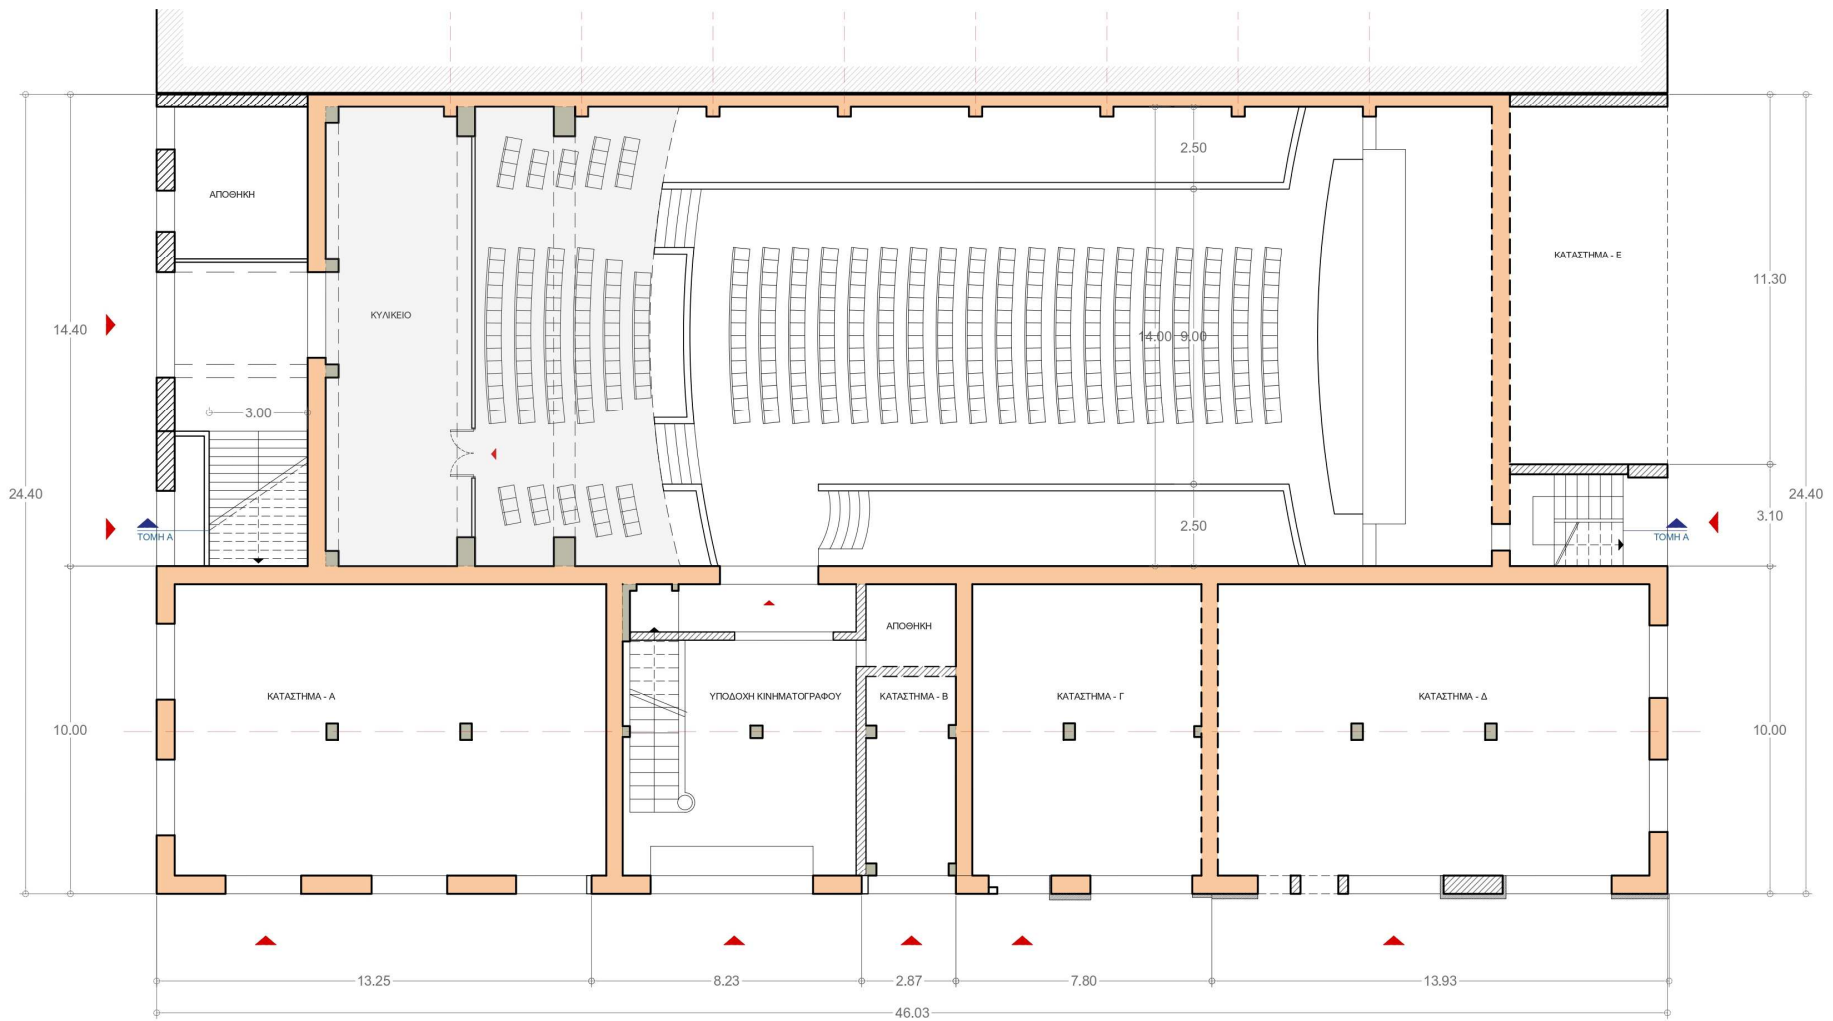 2.50
ΑΠΟΘΗΚΗ
ΚΑΤΑΣΤΗΜΑ - Ε
11.30
ΚΥΛΙΚΕΙΟ
14.40
14.00
9.00
3.00
24.40
24.40
3.10
2.50
ΤΟΜΗ Α
ΤΟΜΗ Α
ΑΠΟΘΗΚΗ
ΚΑΤΑΣΤΗΜΑ - Α
ΥΠΟΔΟΧΗ ΚΙΝΗΜΑΤΟΓΡΑΦΟΥ
ΚΑΤΑΣΤΗΜΑ - Β
ΚΑΤΑΣΤΗΜΑ - Γ
ΚΑΤΑΣΤΗΜΑ - Δ
10.00
10.00
13.25
8.23
2.87
7.80
13.93
46.03